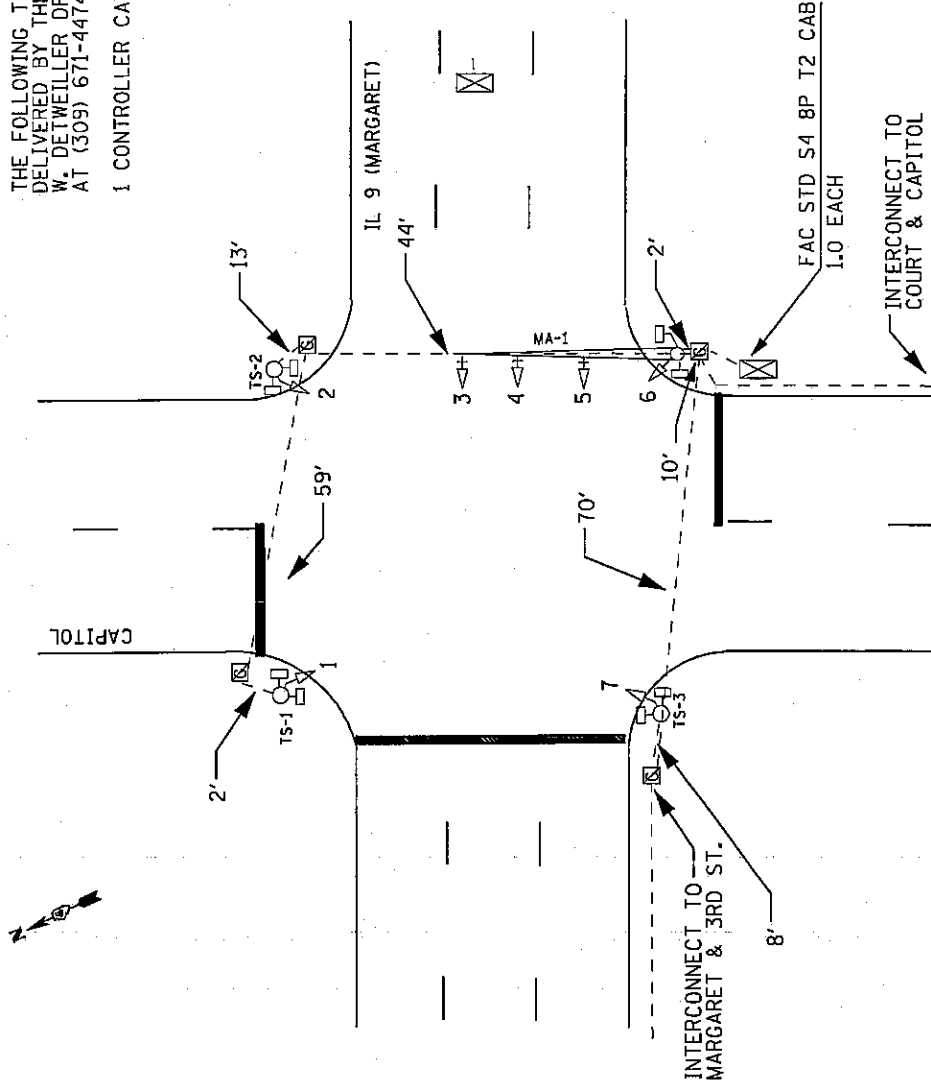 THE FOLLOWING T
DELIVERED BY THE
W. DETWEILLER DR
AT (309) 671-4474
1 CONTROLLER CA
IL 9 (MARGARET)
13'
44'
TS-2
2
CAPITOL
59'
MA-1
3
4
5
6
2'
FAC STD S4 8P T2 CAB
1.0 EACH
INTERCONNECT TO
COURT & CAPITOL
10'
70'
1
TS-1
2'
7
TS-3
N
INTERCONNECT TO
MARGARET & 3RD ST.
8'
G
G
G
G